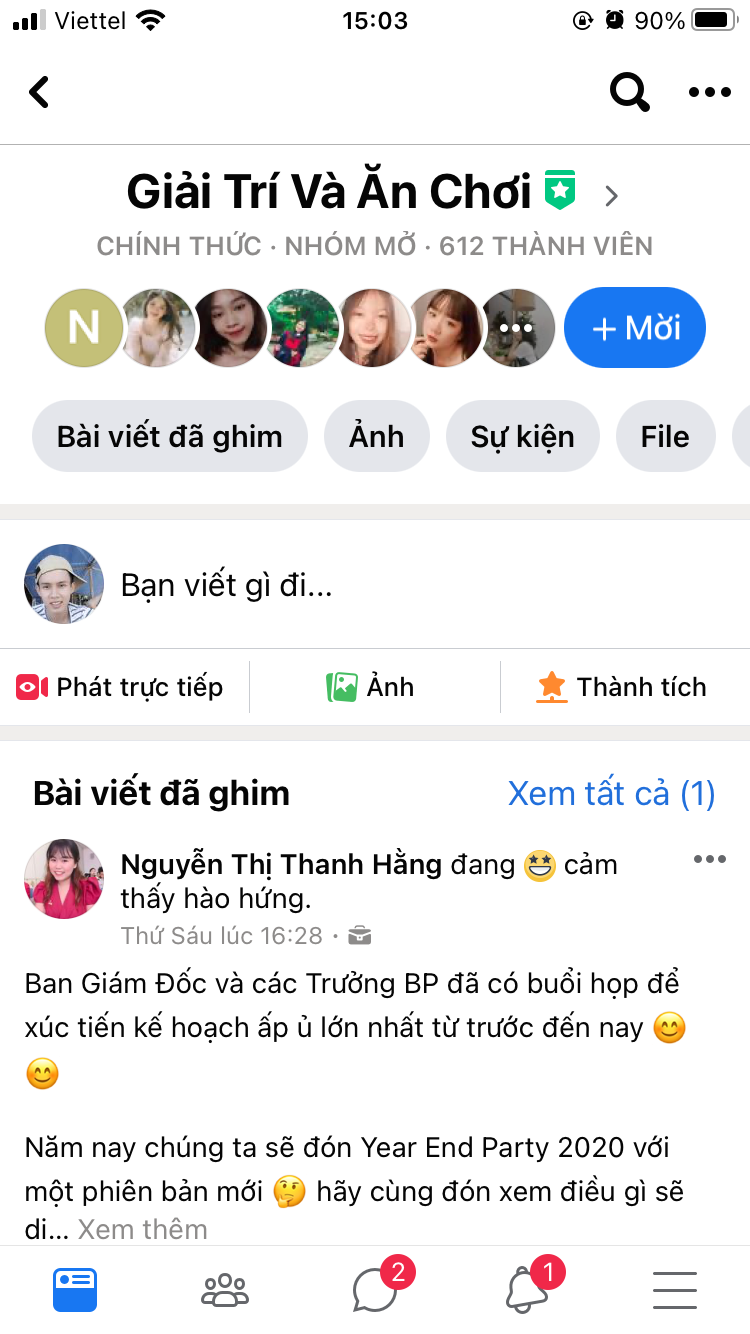 Viettel 15:03 90%
Giải Trí Và Ăn Chơi
CHÍNH THỨC · NHÓM MỞ · 612 THÀNH VIÊN
N + Mời
Bài viết đã ghim Ảnh Sự kiện File
Bạn viết gì đi...
Phát trực tiếp Ảnh Thành tích
Bài viết đã ghim Xem tất cả (1)
Nguyễn Thị Thanh Hằng đang 🤩 cảm
thấy hào hứng.
Thứ Sáu lúc 16:28 ·
Ban Giám Đốc và các Trưởng BP đã có buổi họp để
xúc tiến kế hoạch ấp ủ lớn nhất từ trước đến nay 😊
😊
Năm nay chúng ta sẽ đón Year End Party 2020 với
một phiên bản mới 🤔 hãy cùng đón xem điều gì sẽ
di... Xem thêm
2 1